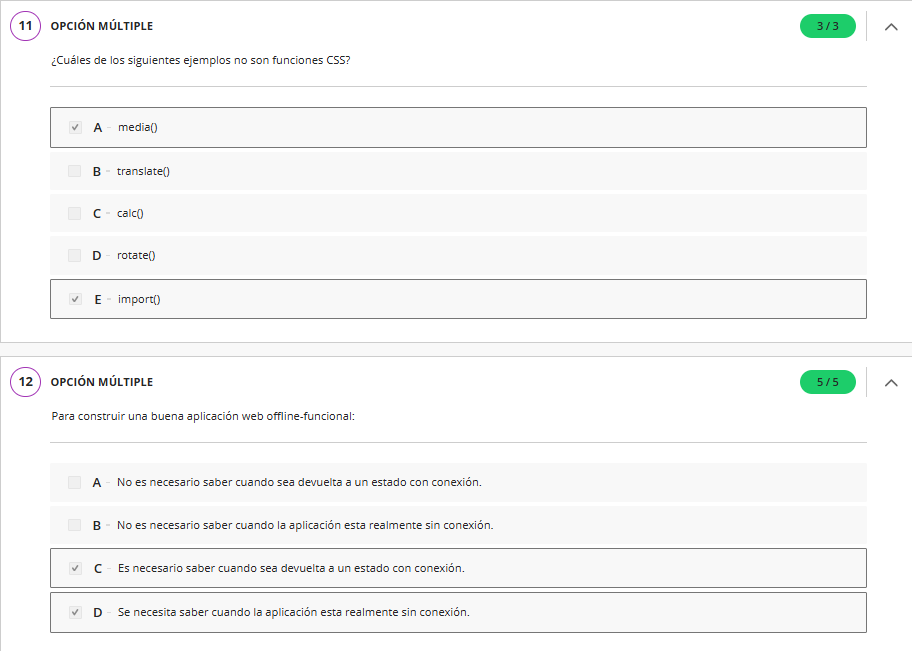 11 OPCIÓN MÚLTIPLE 3 / 3
¿Cuáles de los siguientes ejemplos no son funciones CSS?
A - media()
B - translate()
C - calc()
D - rotate()
E - import()
12 OPCIÓN MÚLTIPLE 5 / 5
Para construir una buena aplicación web offline-funcional:
A - No es necesario saber cuando sea devuelta a un estado con conexión.
B - No es necesario saber cuando la aplicación esta realmente sin conexión.
C - Es necesario saber cuando sea devuelta a un estado con conexión.
D - Se necesita saber cuando la aplicación esta realmente sin conexión.